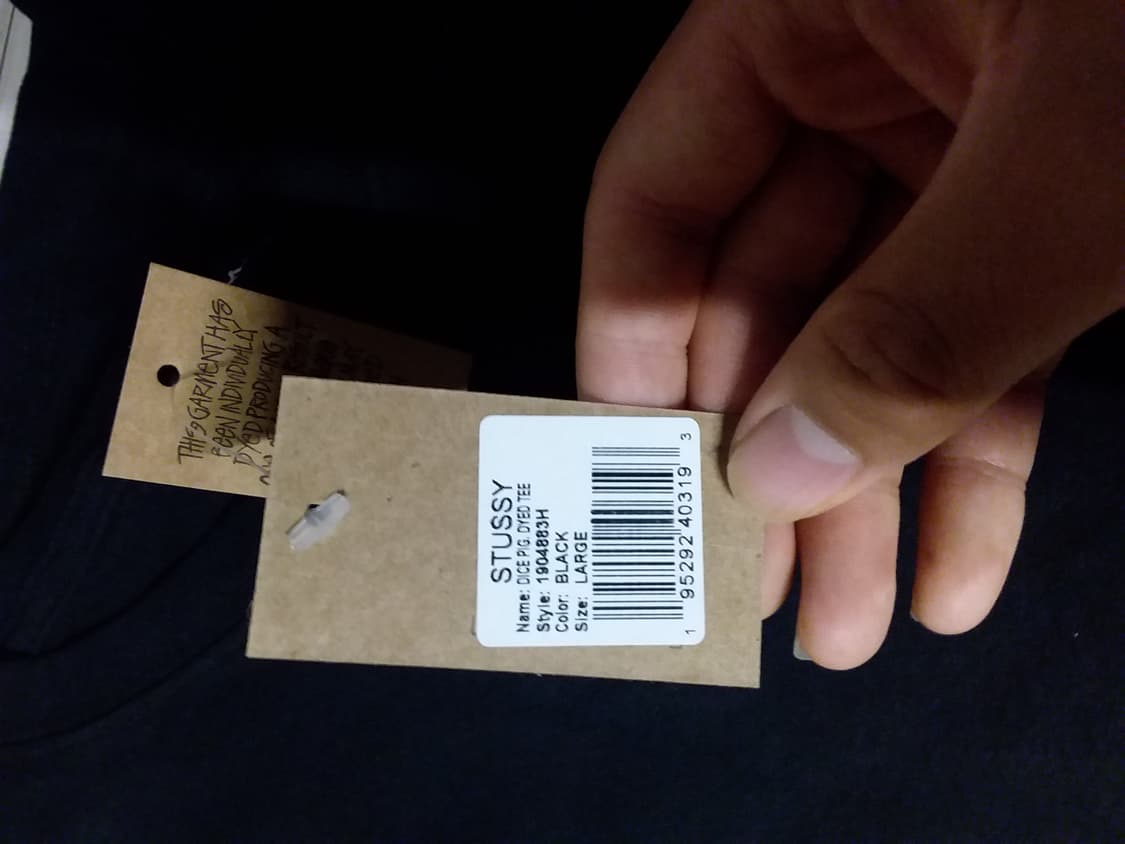 THIS GARMENT HAS
BEEN INDIVIDUALLY
DYED PRODUCING A
STUSSY
Name: DICE PIG. DYED TEE
Style: 1904883H
Color: BLACK
Size: LARGE
1 95292 40319 3